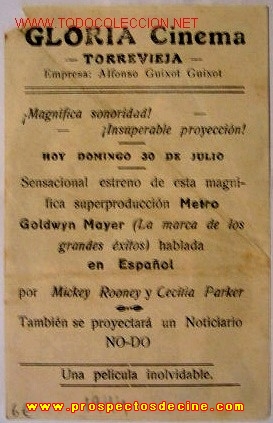 www.TODOCOLECCION.NET
GLORIA Cinema
TORREVIEJA
Empresa: Alfonso Guixot Guixot
¡Magnífica sonoridad!
¡Insuperable proyección!
HOY DOMINGO 30 DE JULIO
Sensacional estreno de esta magní-
fica superproducción Metro
Goldwyn Mayer (La marca de los
grandes éxitos) hablada
en Español
por Mickey Rooney y Cecilia Parker
También se proyectará un Noticiario
NO-DO
Una película inolvidable.
6€
www.prospectosdecine.com